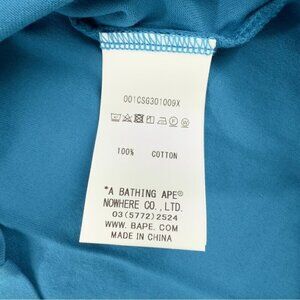 001CSG301009X
100% COTTON
"A BATHING APE®
NOWHERE CO., LTD.
03(5772)2524
WWW. BAPE. COM
MADE IN CHINA